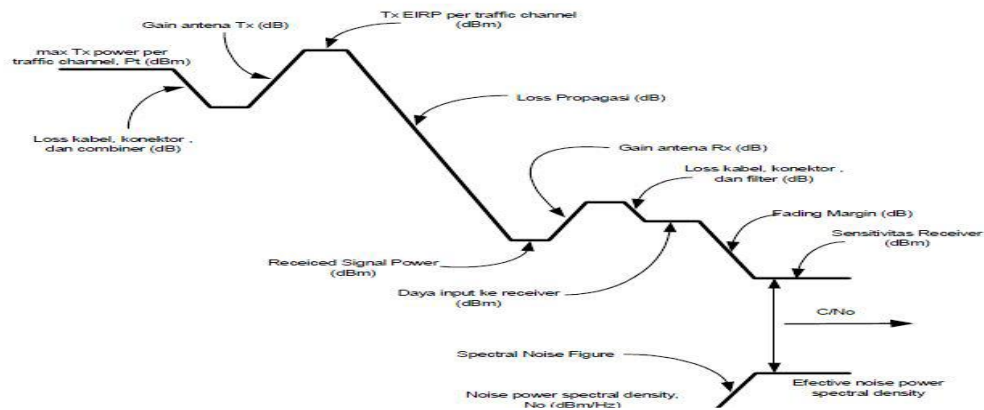 Tx EIRP per traffic channel
(dBm)
Gain antena Tx (dB)
max Tx power per
traffic channel, Pt (dBm)
Loss kabel, konektor ,
dan combiner (dB)
Loss Propagasi (dB)
Gain antena Rx (dB)
Loss kabel, konektor ,
dan filter (dB)
Fading Margin (dB)
Sensitivitas Receiver
(dBm)
Receiced Signal Power
(dBm)
Daya input ke receiver
(dBm)
C/No
Spectral Noise Figure
Noise power spectral density,
No (dBm/Hz)
Efective noise power
spectral density